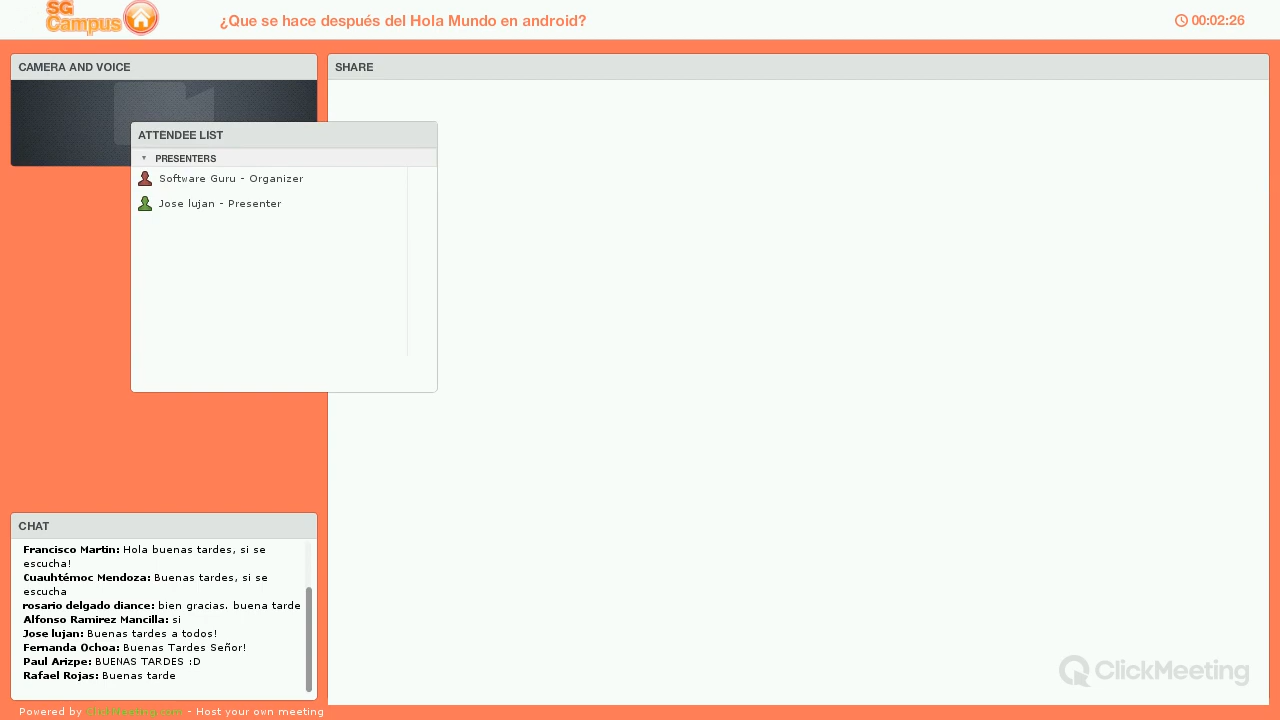 SG
Campus
¿Que se hace después del Hola Mundo en android?
00:02:26
CAMERA AND VOICE
SHARE
ATTENDEE LIST
PRESENTERS
Software Guru - Organizer
Jose lujan - Presenter
CHAT
Francisco Martin: Hola buenas tardes, si se
escucha!
Cuauhtémoc Mendoza: Buenas tardes, si se
escucha
rosario delgado diance: bien gracias. buena tarde
Alfonso Ramirez Mancilla: si
Jose lujan: Buenas tardes a todos!
Fernanda Ochoa: Buenas Tardes Señor!
Paul Arizpe: BUENAS TARDES :D
Rafael Rojas: Buenas tarde
ClickMeeting
Powered by ClickMeeting.com - Host your own meeting